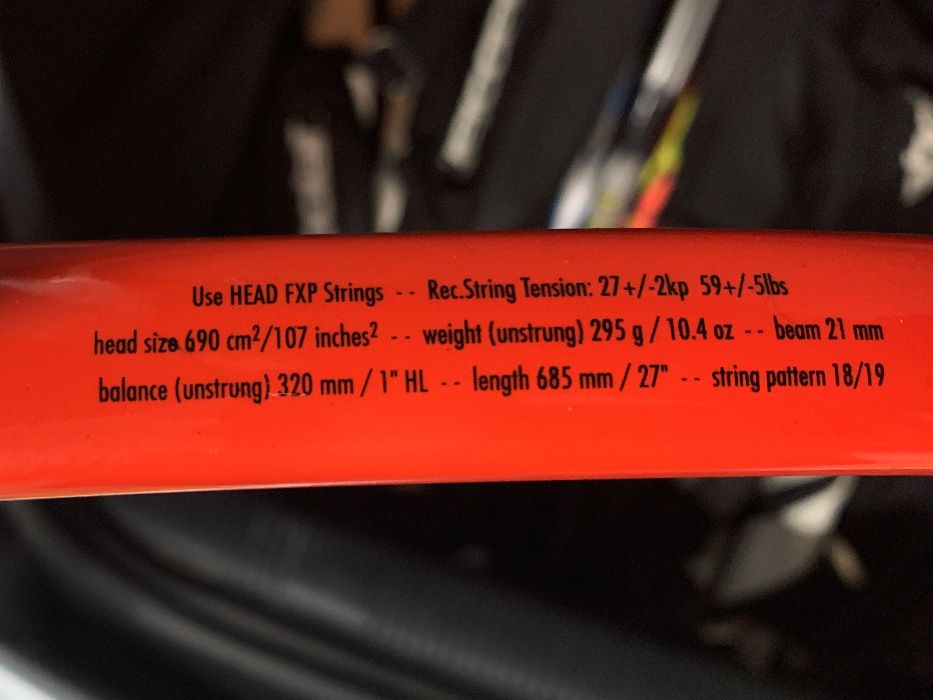 Use HEAD FXP Strings -- Rec.String Tension: 27+/-2kp 59+/-5lbs
head size 690 cm²/107 inches² -- weight (unstrung) 295 g / 10.4 oz -- beam 21 mm
balance (unstrung) 320 mm / 1" HL -- length 685 mm / 27" -- string pattern 18/19